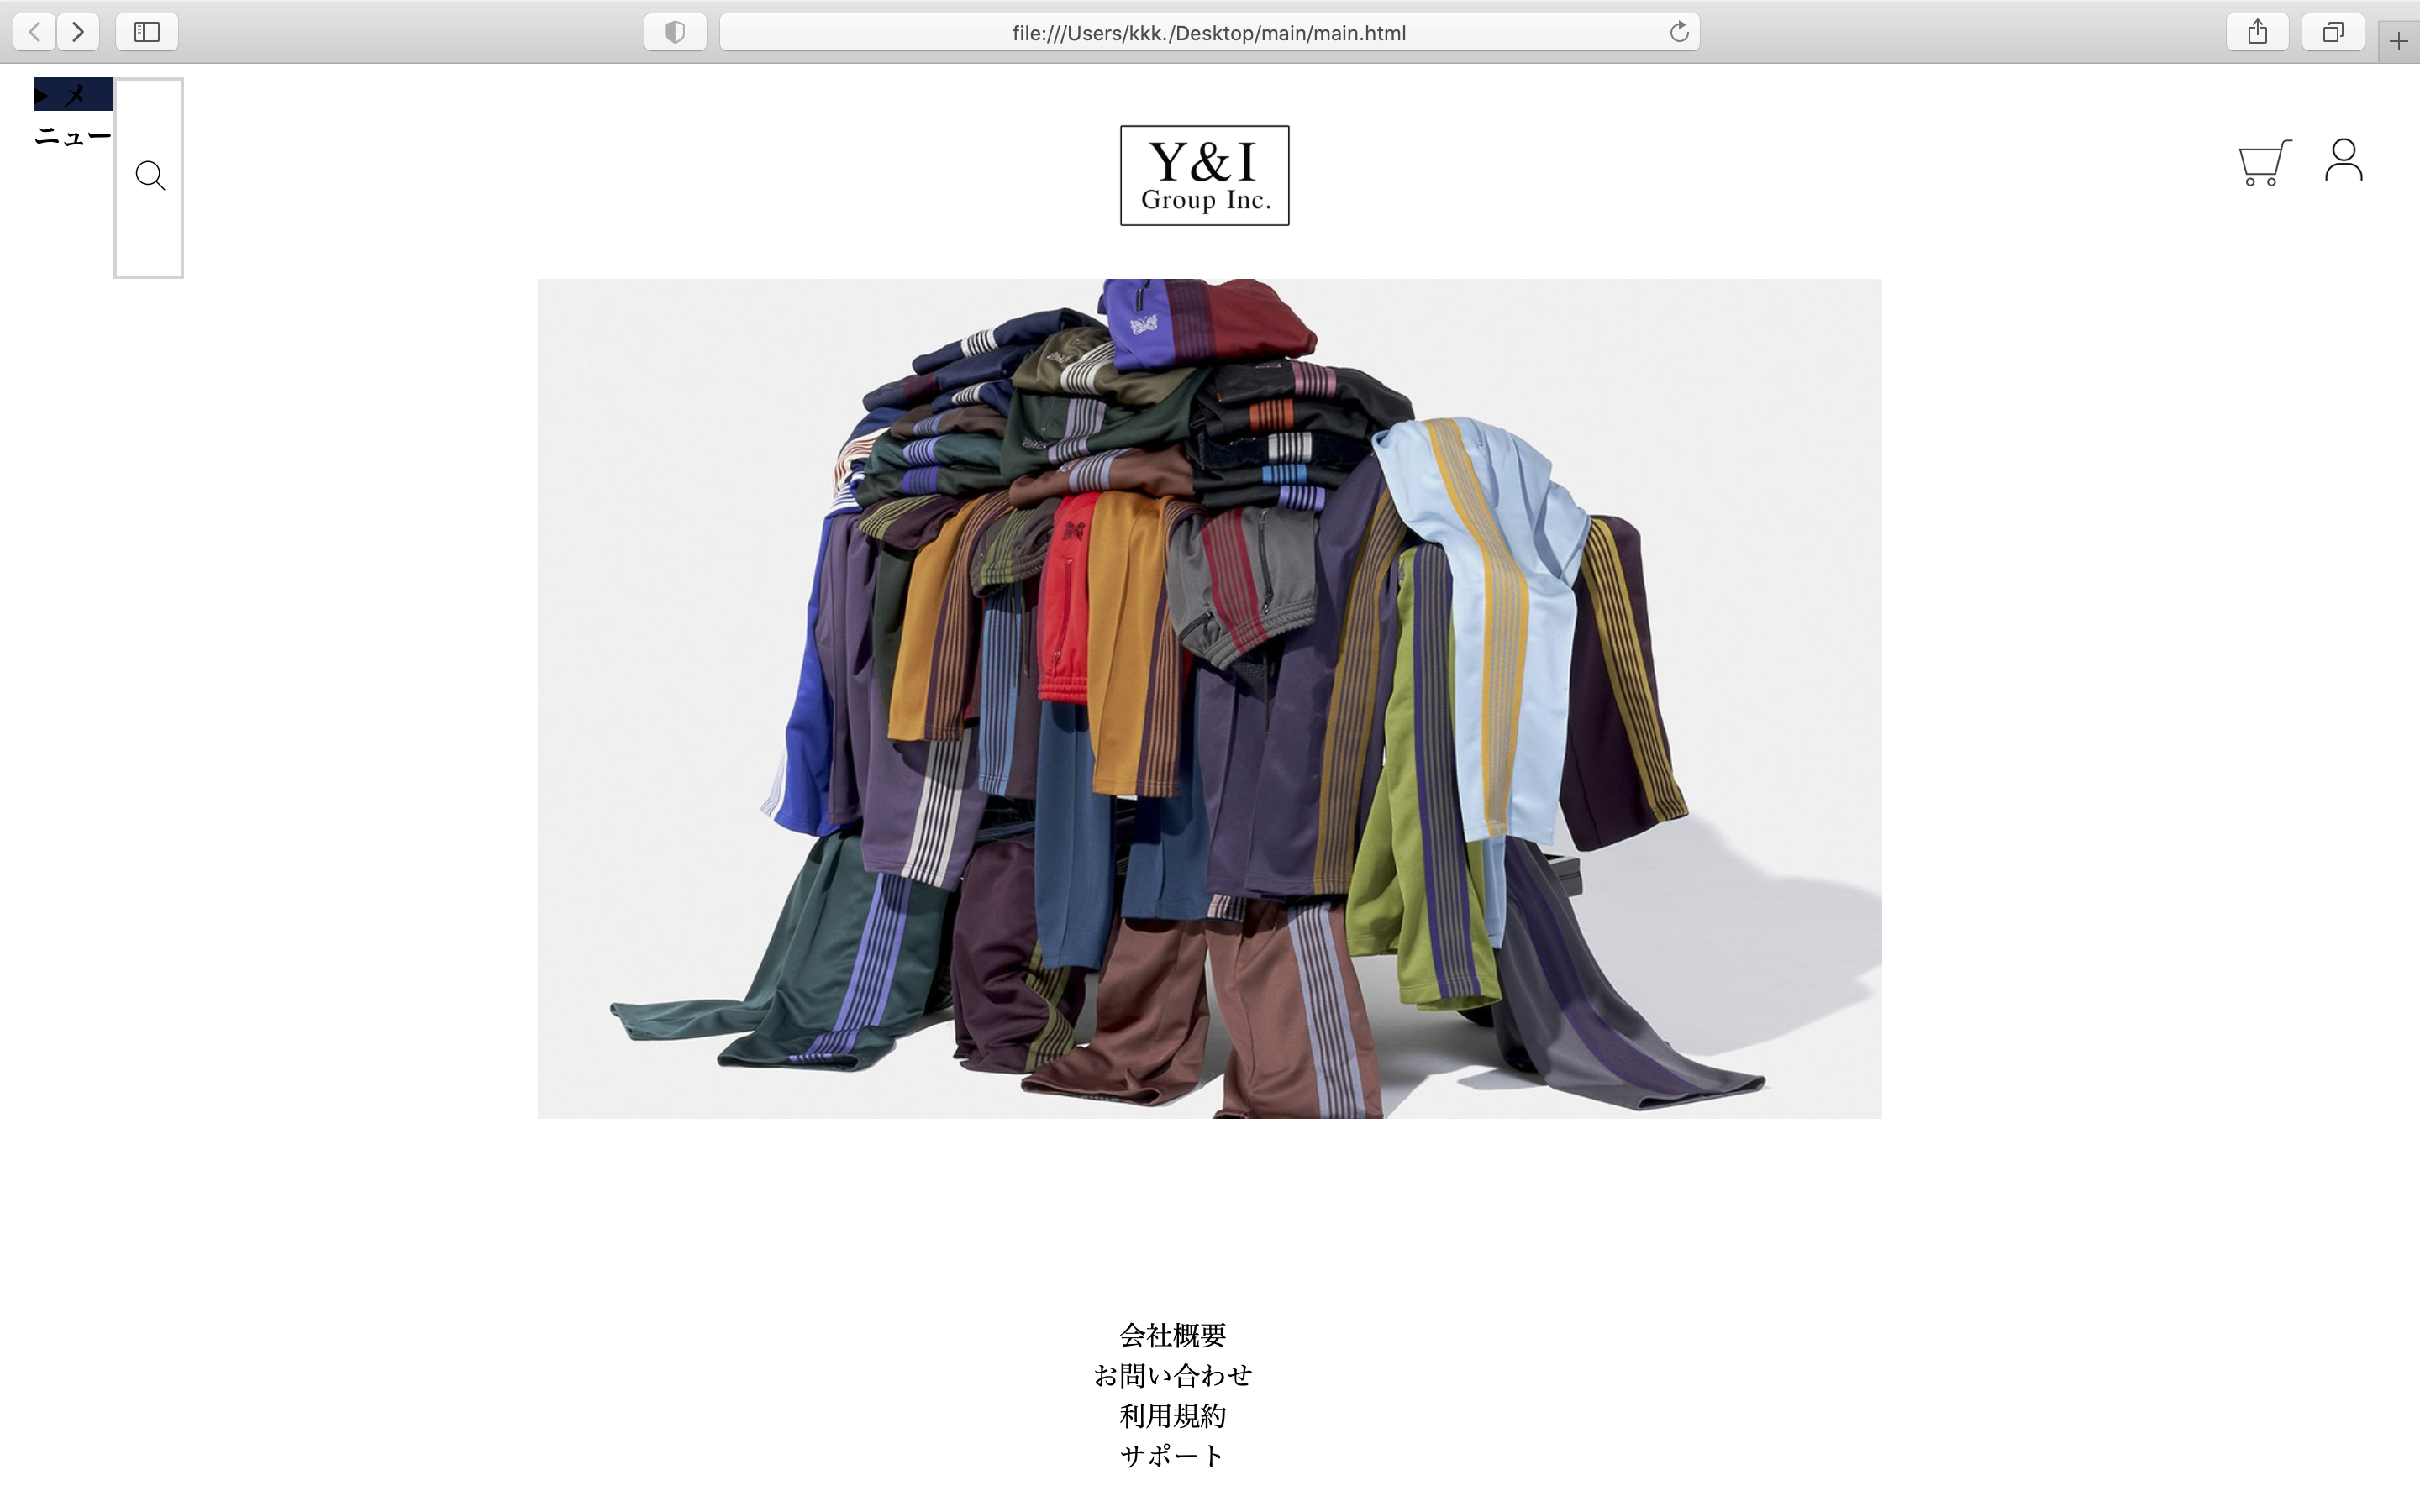 file:///Users/kkk./Desktop/main/main.html
▶ メ
ニュー
Y&I
Group Inc.
会社概要
お問い合わせ
利用規約
サポート